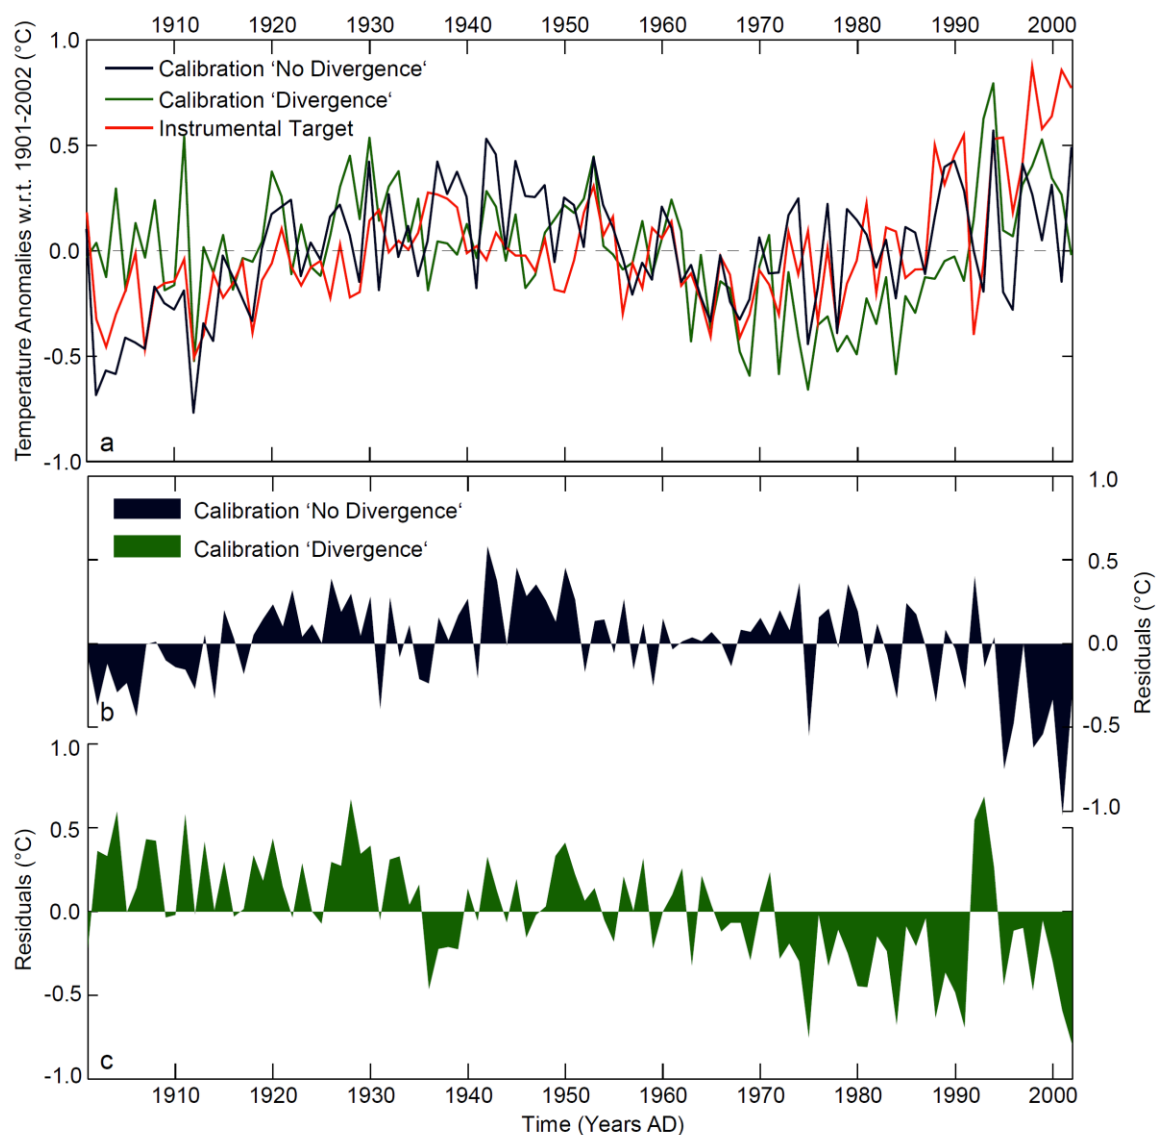 1910 1920 1930 1940 1950 1960 1970 1980 1990 2000
Temperature Anomalies w.r.t. 1901-2002 (°C)
1.0
0.5
0.0
-0.5
-1.0
Calibration ‘No Divergence‘
Calibration ‘Divergence‘
Instrumental Target
a
Calibration ‘No Divergence‘
Calibration ‘Divergence‘
b
1.0
0.5
0.0
-0.5
-1.0
Residuals (°C)
Residuals (°C)
1.0
0.5
0.0
-0.5
-1.0
c
1910 1920 1930 1940 1950 1960 1970 1980 1990 2000
Time (Years AD)